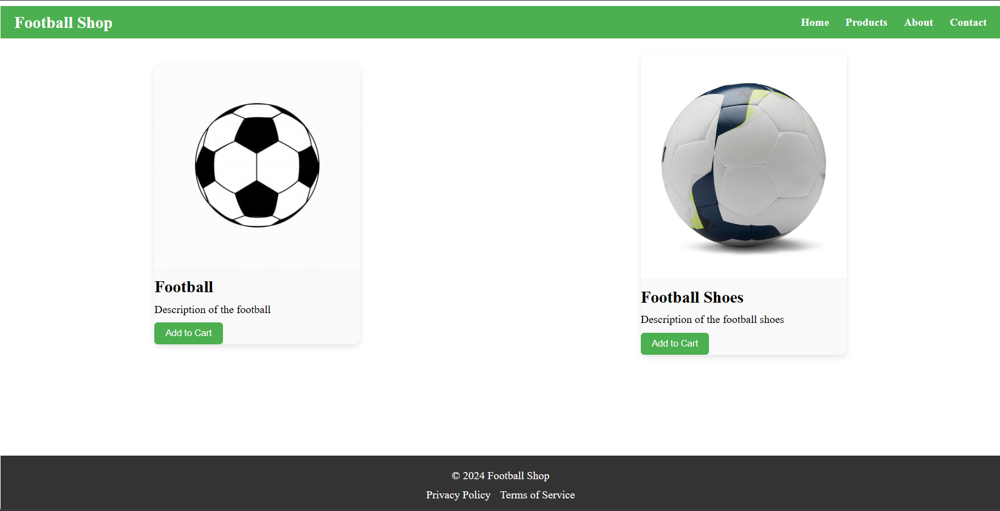 Football Shop
Home Products About Contact
Football
Description of the football
Add to Cart
Football Shoes
Description of the football shoes
Add to Cart
© 2024 Football Shop
Privacy Policy Terms of Service